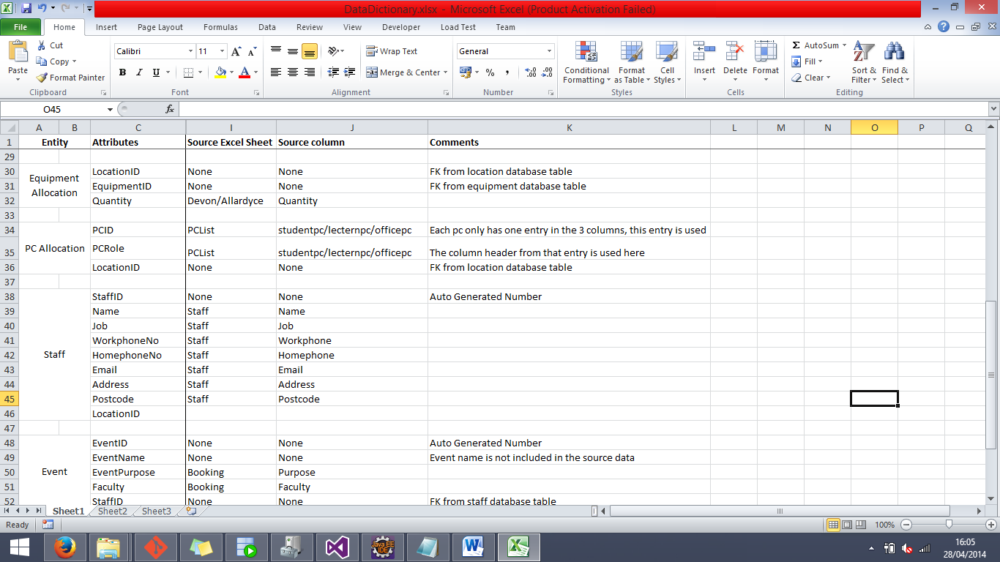 DataDictionary.xlsx - Microsoft Excel (Product Activation Failed)
File Home Insert Page Layout Formulas Data Review View Developer Load Test Team
Paste Cut Copy Format Painter Clipboard
Calibri 11 B I U Font
Wrap Text Merge & Center Alignment
General % , Number
Conditional Formatting Format as Table Cell Styles Styles
Insert Delete Format Cells
AutoSum Fill Clear Sort & Filter Find & Select Editing
O45 fx
A B C I J K L M N O P Q
1 Entity Attributes Source Excel Sheet Source column Comments
29
30 LocationID None None FK from location database table
Equipment Allocation
31 EquipmentID None None FK from equipment database table
32 Quantity Devon/Allardyce Quantity
33
34 PCID PCList studentpc/lecternpc/officepc Each pc only has one entry in the 3 columns, this entry is used
35 PC Allocation PCRole PCList studentpc/lecternpc/officepc The column header from that entry is used here
36 LocationID None None FK from location database table
37
38 StaffID None None Auto Generated Number
39 Name Staff Name
40 Job Staff Job
41 WorkphoneNo Staff Workphone
42 Staff HomephoneNo Staff Homephone
43 Email Staff Email
44 Address Staff Address
45 Postcode Staff Postcode
46 LocationID
47
48 EventID None None Auto Generated Number
49 EventName None None Event name is not included in the source data
50 Event EventPurpose Booking Purpose
51 Faculty Booking Faculty
52 StaffID None None FK from staff database table
Sheet1 Sheet2 Sheet3
Ready 100%
Java EE IDE
16:05
28/04/2014